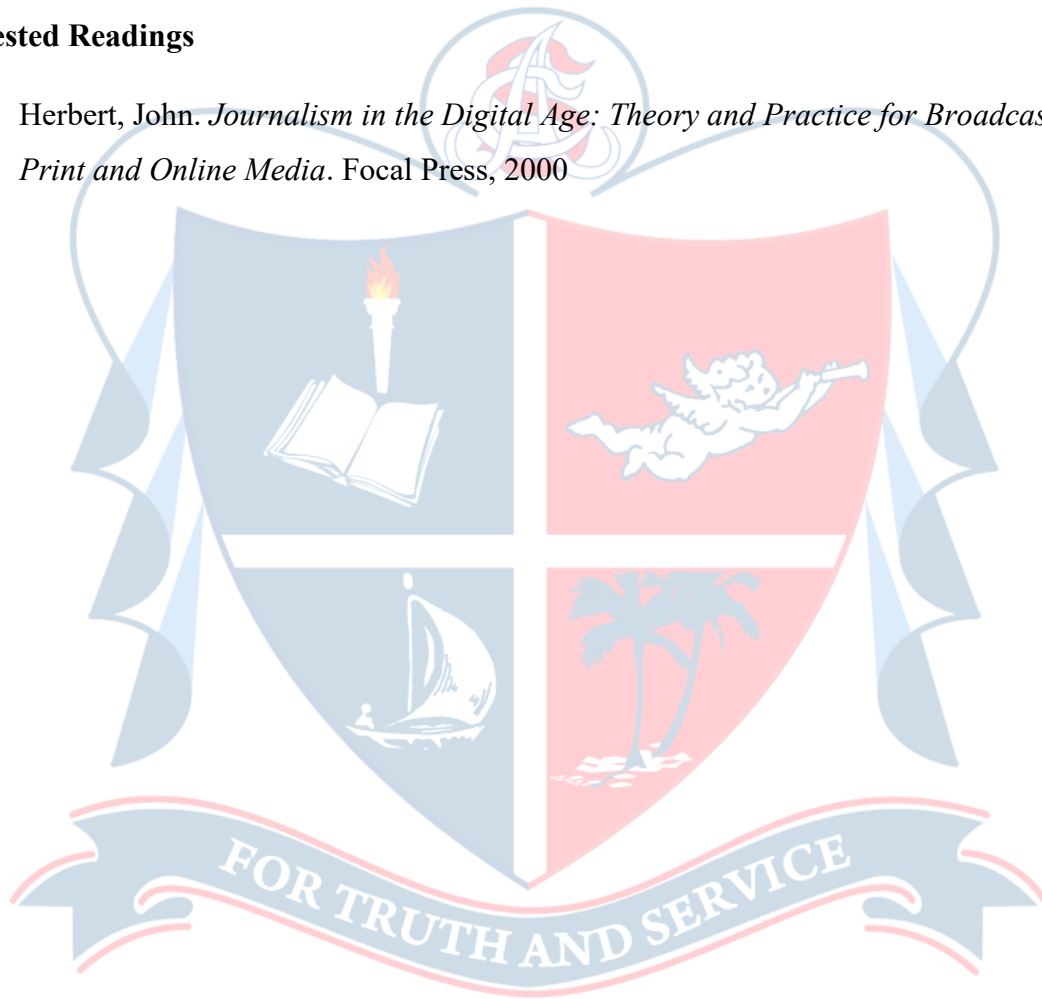 ested Readings
Herbert, John. Journalism in the Digital Age: Theory and Practice for Broadcas
Print and Online Media. Focal Press, 2000
FOR TRUTH AND SERVICE